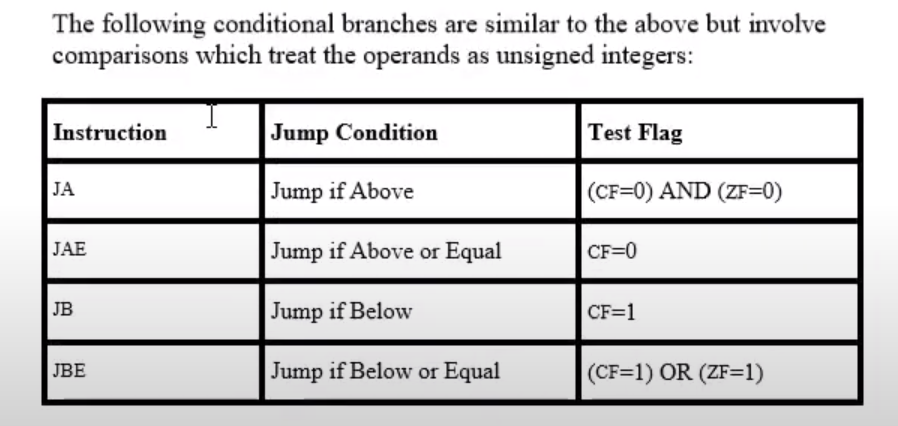 The following conditional branches are similar to the above but involve
comparisons which treat the operands as unsigned integers:
Instruction Jump Condition Test Flag
JA Jump if Above (CF=0) AND (ZF=0)
JAE Jump if Above or Equal CF=0
JB Jump if Below CF=1
JBE Jump if Below or Equal (CF=1) OR (ZF=1)